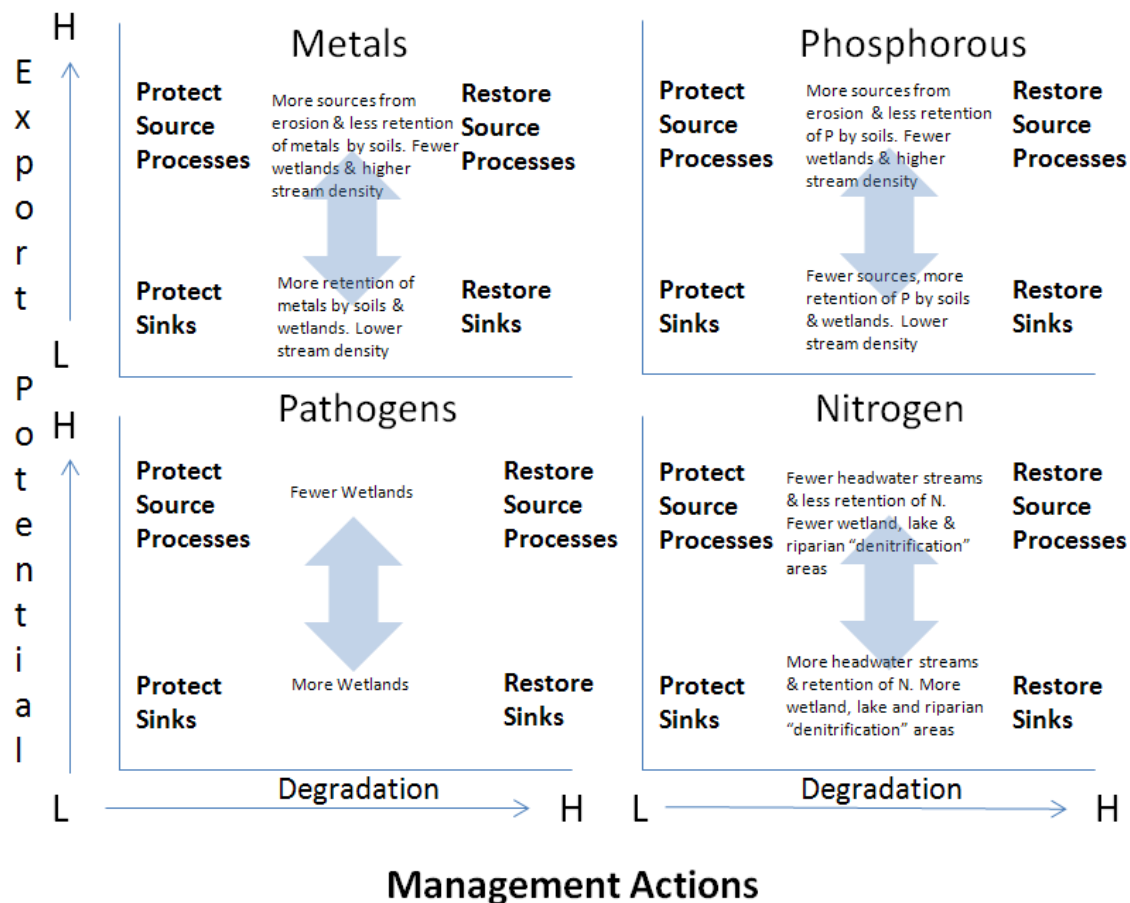 Export Potential
H
L
Metals
Protect
Source
Processes
More sources from
erosion & less retention
of metals by soils. Fewer
wetlands & higher
stream density
Restore
Source
Processes
Protect
Sinks
More retention of
metals by soils &
wetlands. Lower
stream density
Restore
Sinks
Phosphorous
Protect
Source
Processes
More sources from
erosion & less retention
of P by soils. Fewer
wetlands & higher
stream density
Restore
Source
Processes
Protect
Sinks
Fewer sources, more
retention of P by soils
& wetlands. Lower
stream density
Restore
Sinks
H
L
Pathogens
Protect
Source
Processes
Fewer Wetlands
Restore
Source
Processes
Protect
Sinks
More Wetlands
Restore
Sinks
Nitrogen
Protect
Source
Processes
Fewer headwater streams
& less retention of N.
Fewer wetland, lake &
riparian “denitrification”
areas
Restore
Source
Processes
Protect
Sinks
More headwater streams
& retention of N. More
wetland, lake and riparian
“denitrification” areas
Restore
Sinks
Degradation
H
L
Degradation
H
Management Actions